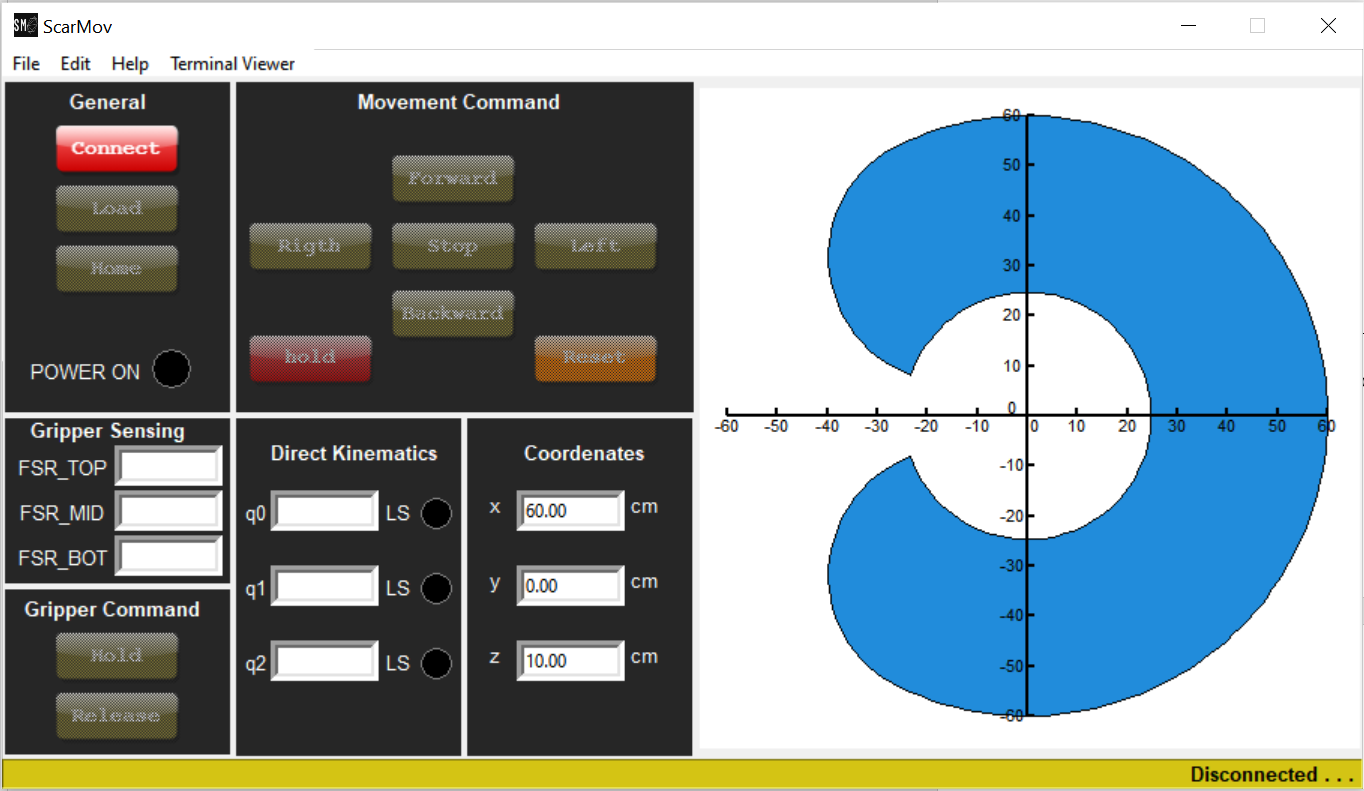 SM ScarMov
File Edit Help Terminal Viewer
General
Connect
Load
Home
POWER ON
Movement Command
Forward
Rigth Stop Left
Backward
hold Reset
Gripper Sensing
FSR_TOP
FSR_MID
FSR_BOT
Gripper Command
Hold
Release
Direct Kinematics
q0 LS
q1 LS
q2 LS
Coordenates
x 60.00 cm
y 0.00 cm
z 10.00 cm
60
50
40
30
20
10
0
-60 -50 -40 -30 -20 -10 0 10 20 30 40 50 60
-10
-20
-30
-40
-50
-60
Disconnected . . .